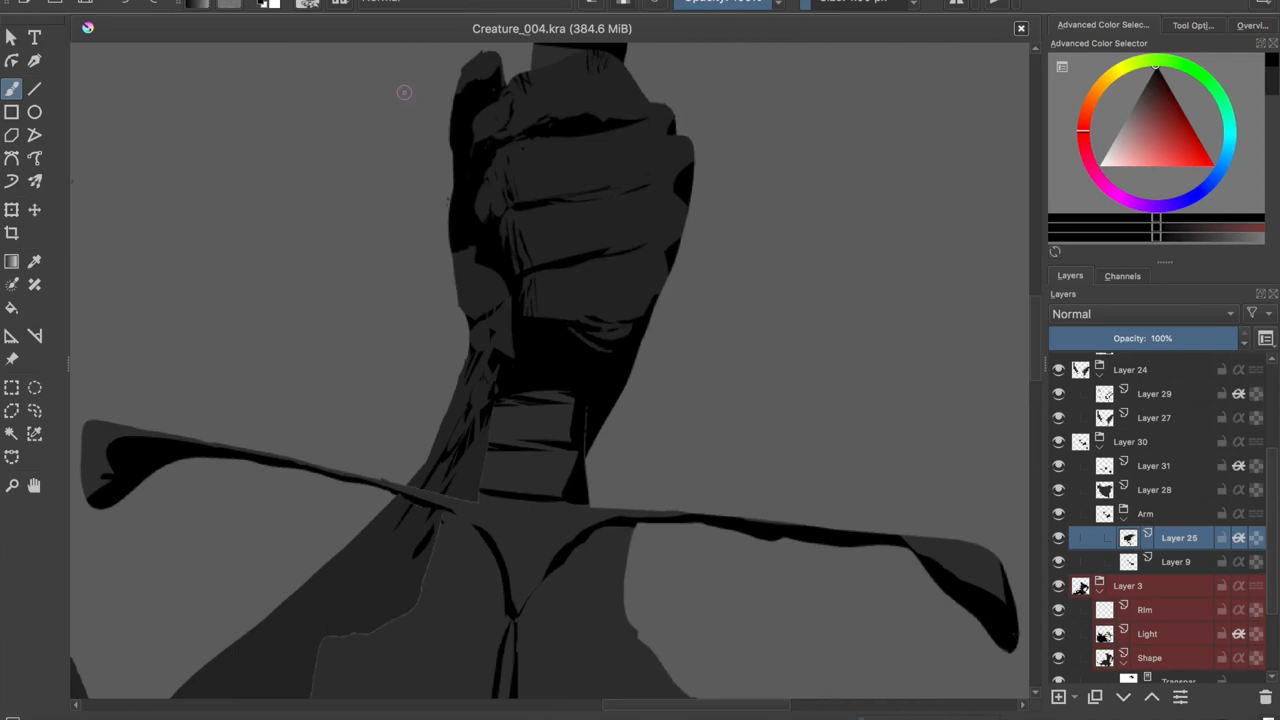 Creature_004.kra (384.6 MiB)
Advanced Color Selec...
Tool Opti...
Overvi...
Advanced Color Selector
Layers
Channels
Layers
Normal
Opacity: 100%
Layer 24
Layer 29
Layer 27
Layer 30
Layer 31
Layer 28
Arm
Layer 25
Layer 9
Layer 3
Rim
Light
Shape